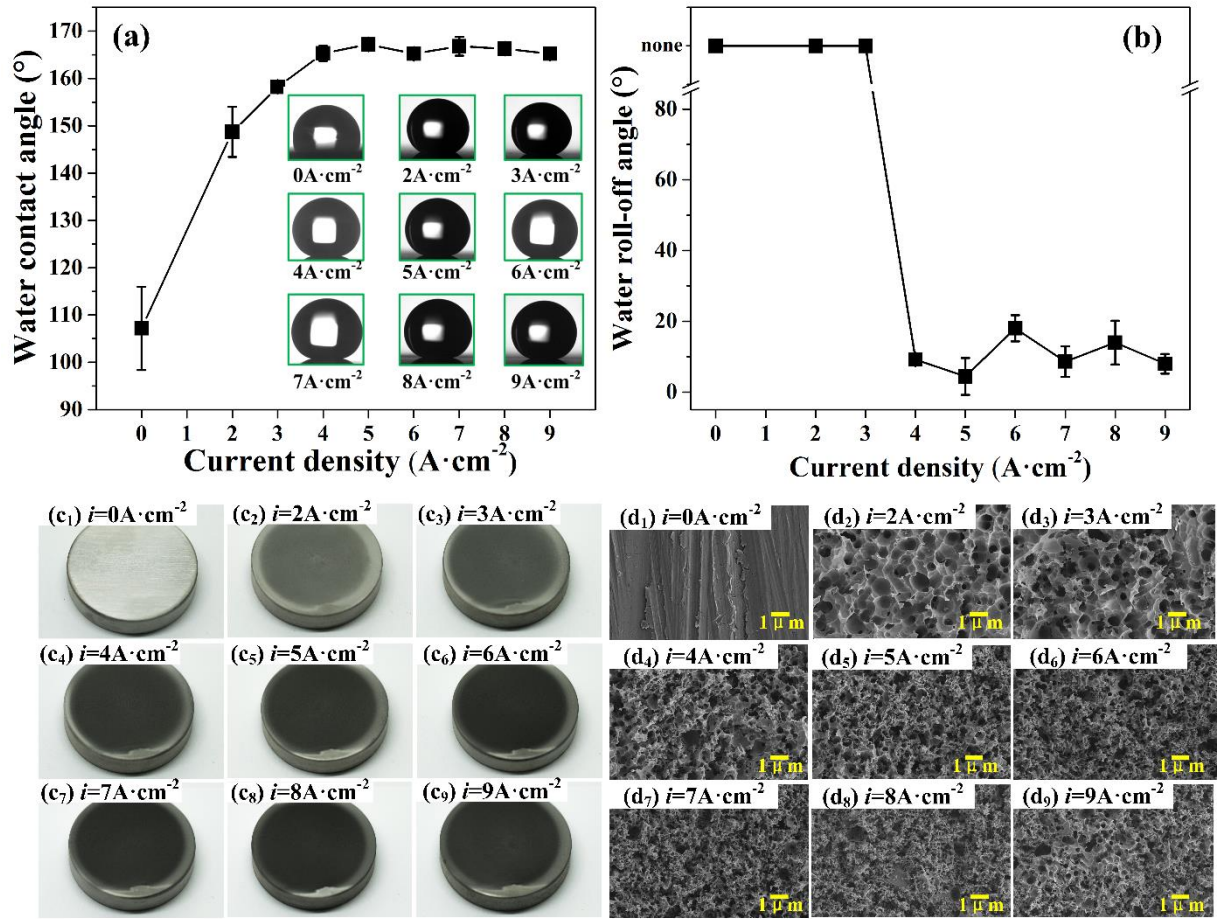 (a)
Water contact angle (°)
170
160
150
140
130
120
110
100
90
0A·cm-2 2A·cm-2 3A·cm-2
4A·cm-2 5A·cm-2 6A·cm-2
7A·cm-2 8A·cm-2 9A·cm-2
0 1 2 3 4 5 6 7 8 9
Current density (A·cm-2)
(b)
Water roll-off angle (°)
none
80
60
40
20
0
0 1 2 3 4 5 6 7 8 9
Current density (A·cm-2)
(c1) i=0A·cm-2 (c2) i=2A·cm-2 (c3) i=3A·cm-2
(c4) i=4A·cm-2 (c5) i=5A·cm-2 (c6) i=6A·cm-2
(c7) i=7A·cm-2 (c8) i=8A·cm-2 (c9) i=9A·cm-2
(d1) i=0A·cm-2 (d2) i=2A·cm-2 (d3) i=3A·cm-2
1 μm 1 μm 1 μm
(d4) i=4A·cm-2 (d5) i=5A·cm-2 (d6) i=6A·cm-2
1 μm 1 μm 1 μm
(d7) i=7A·cm-2 (d8) i=8A·cm-2 (d9) i=9A·cm-2
1 μm 1 μm 1 μm